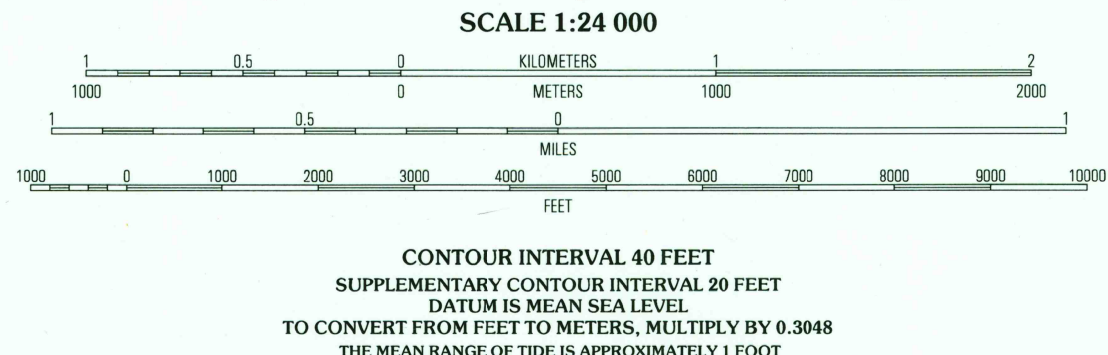 SCALE 1:24 000
1 0.5 0 KILOMETERS 1 2
1000 0 METERS 1000 2000
1 0.5 0 1
MILES
1000 0 1000 2000 3000 4000 5000 6000 7000 8000 9000 10000
FEET
CONTOUR INTERVAL 40 FEET
SUPPLEMENTARY CONTOUR INTERVAL 20 FEET
DATUM IS MEAN SEA LEVEL
TO CONVERT FROM FEET TO METERS, MULTIPLY BY 0.3048
THE MEAN RANGE OF TIDE IS APPROXIMATELY 1 FOOT